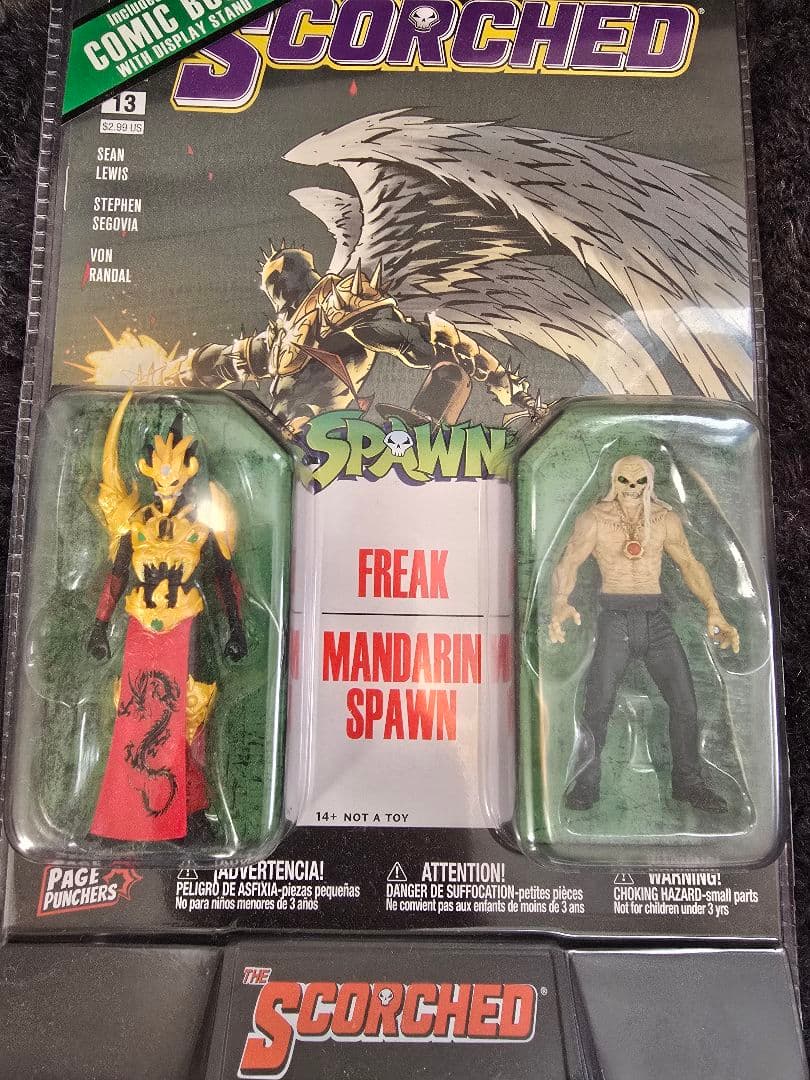 Includes
COMIC BO
WITH DISPLAY STAND
SCORCHED
13
$2.99 US
SEAN
LEWIS
STEPHEN
SEGOVIA
VON
RANDAL
SPAWN
FREAK
MANDARIN
SPAWN
14+ NOT A TOY
PAGE
PUNCHERS
¡ADVERTENCIA!
PELIGRO DE ASFIXIA-piezas pequeñas
No para niños menores de 3 años
ATTENTION!
DANGER DE SUFFOCATION-petites pièces
Ne convient pas aux enfants de moins de 3 ans
WARNING!
CHOKING HAZARD-small parts
Not for children under 3 yrs
THE
SCORCHED